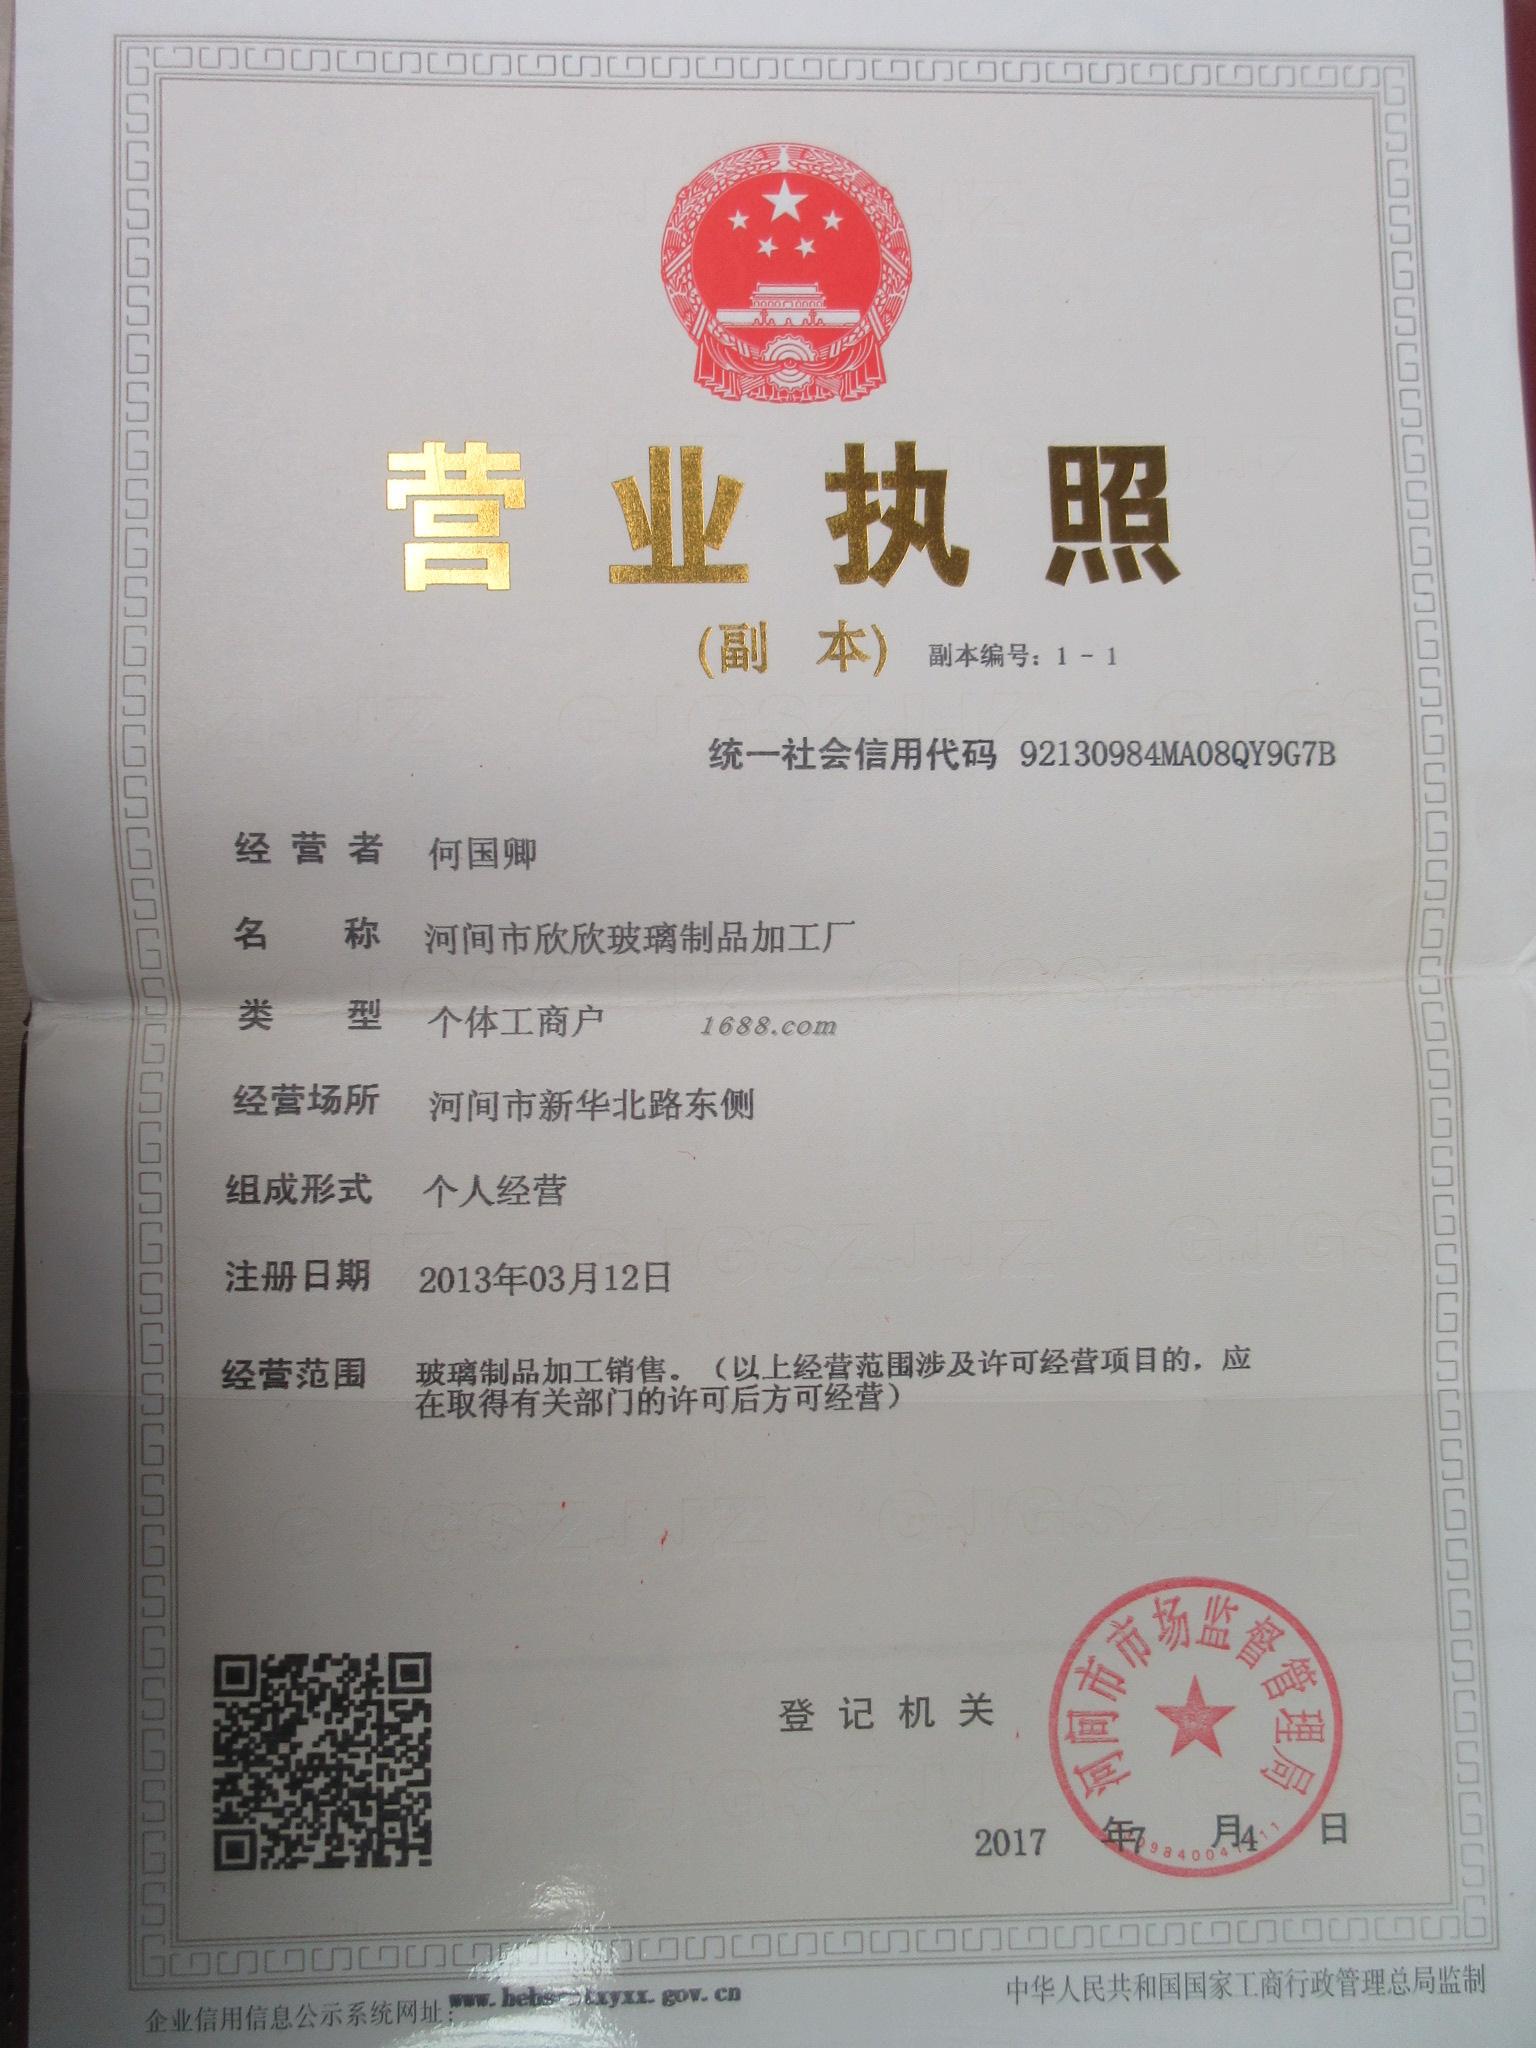 营业执照
(副 本) 副本编号：1-1
统一社会信用代码 92130984MA08QY9G7B
经营者 何国卿
名称 河间市欣欣玻璃制品加工厂
类型 个体工商户
1688.com
经营场所 河间市新华北路东侧
组成形式 个人经营
注册日期 2013年03月12日
经营范围 玻璃制品加工销售。（以上经营范围涉及许可经营项目的，应
在取得有关部门的许可后方可经营）
登记机关
河间市市场监督管理局
2017 年7 月4 日
企业信用信息公示系统网址：
中华人民共和国国家工商行政管理总局监制